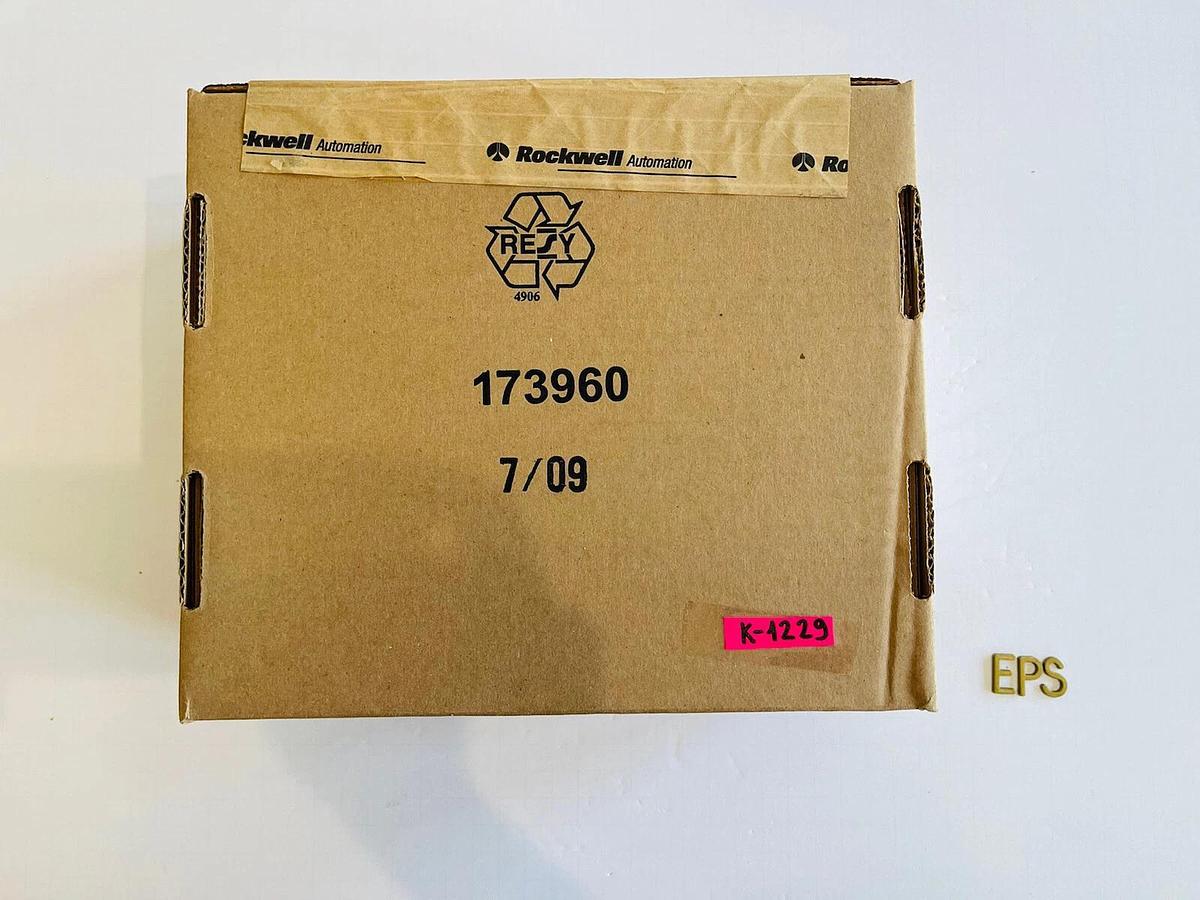 ckwell Automation Rockwell Automation Ro
RESY
4906
173960
7/09
K-1229
EPS